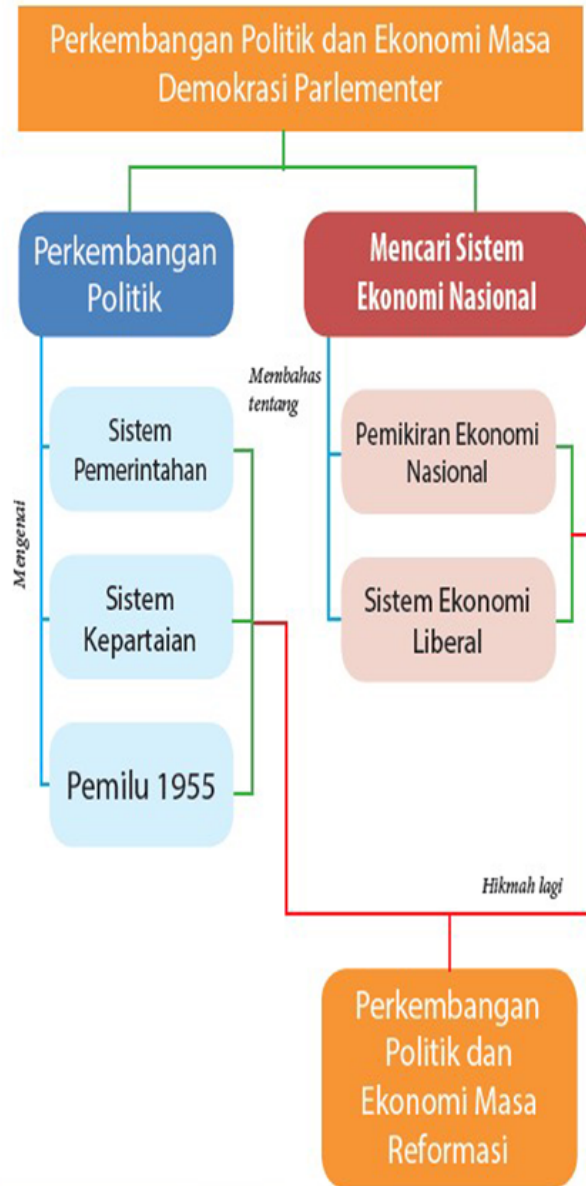 Perkembangan Politik dan Ekonomi Masa
Demokrasi Parlementer
Perkembangan
Politik
Mencari Sistem
Ekonomi Nasional
Mengenai
Sistem
Pemerintahan
Sistem
Kepartaian
Pemilu 1955
Membahas
tentang
Pemikiran Ekonomi
Nasional
Sistem Ekonomi
Liberal
Hikmah lagi
Perkembangan
Politik dan
Ekonomi Masa
Reformasi